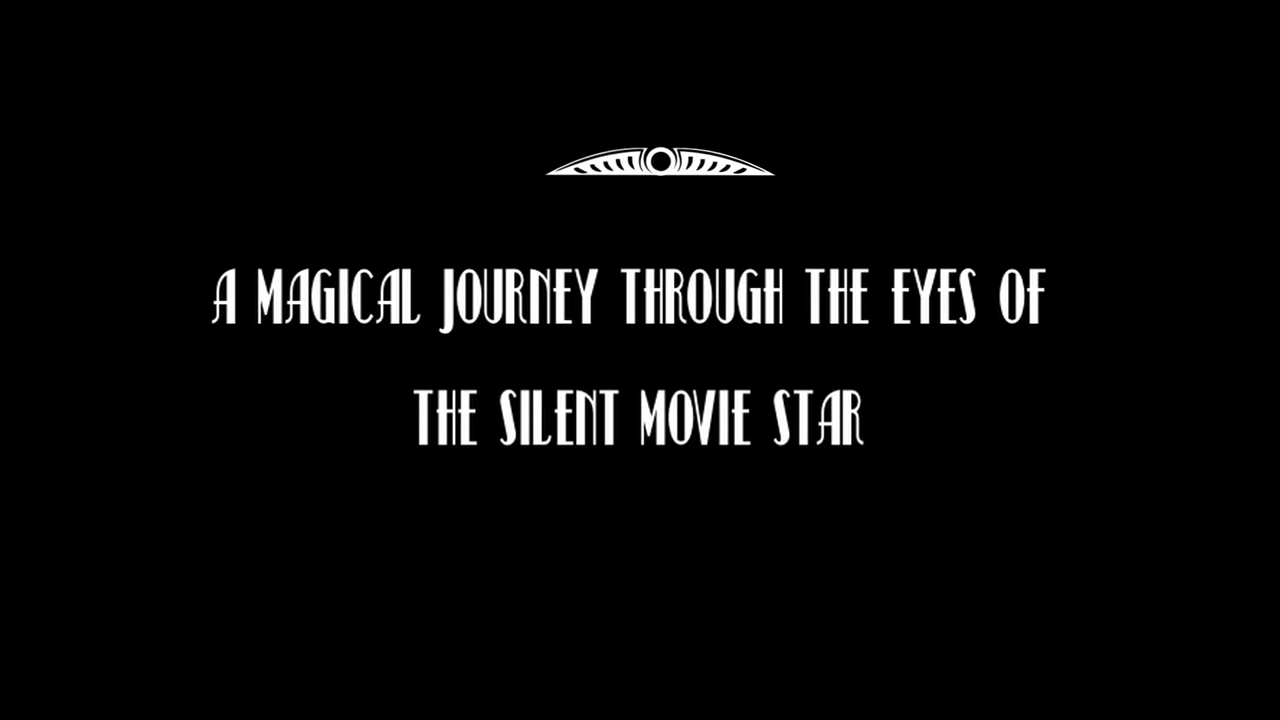 A MAGICAL JOURNEY THROUGH THE EYES OF
THE SILENT MOVIE STAR